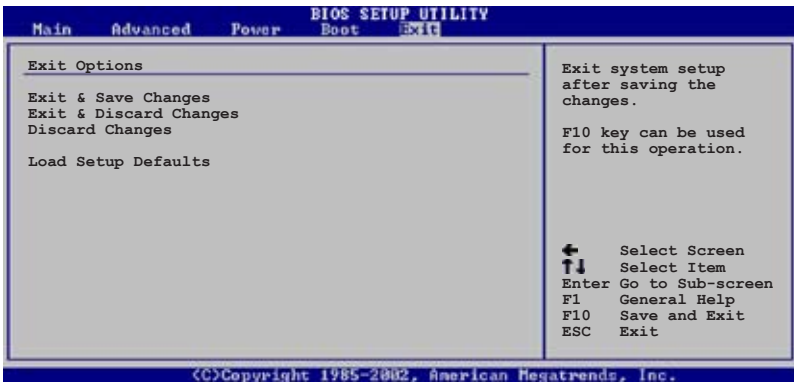 BIOS SETUP UTILITY
Main Advanced Power Boot Exit
Exit Options
Exit & Save Changes
Exit & Discard Changes
Discard Changes
Load Setup Defaults
Exit system setup
after saving the
changes.
F10 key can be used
for this operation.
← Select Screen
↑↓ Select Item
Enter Go to Sub-screen
F1 General Help
F10 Save and Exit
ESC Exit
(C)Copyright 1985-2002, American Megatrends, Inc.